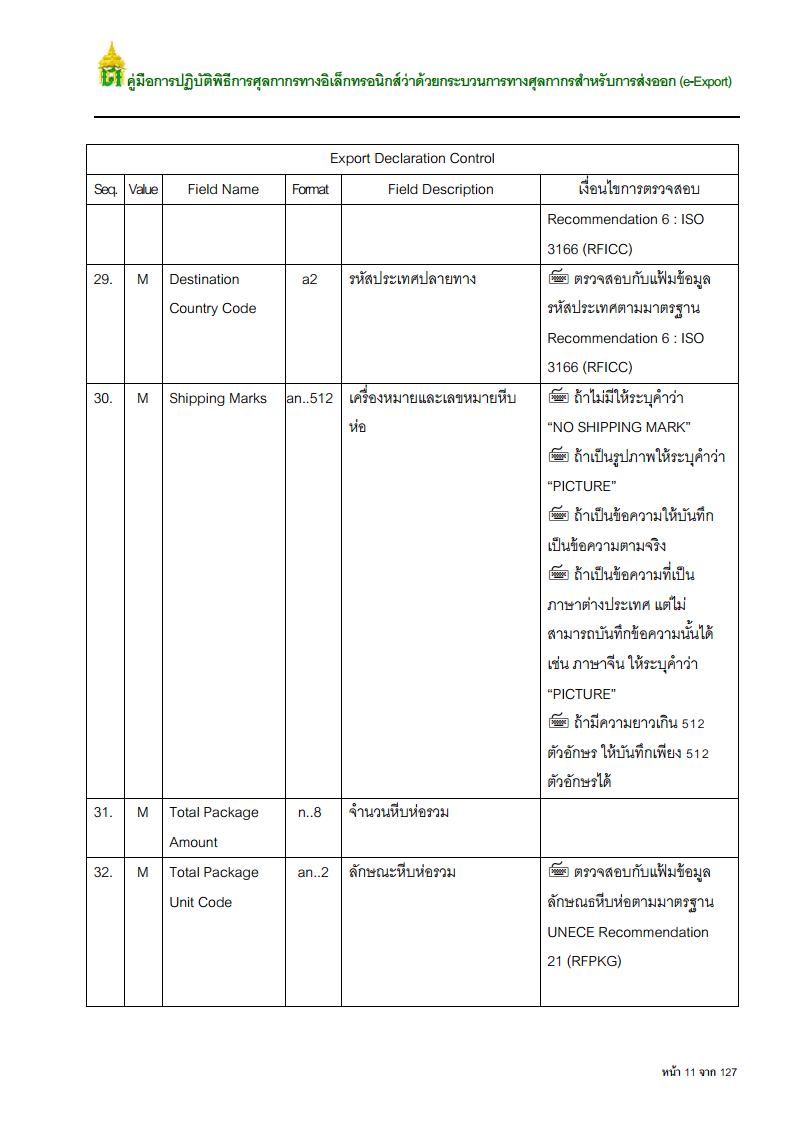 คู่มือการปฏิบัติพิธีการศุลกากรทางอิเล็กทรอนิกส์ว่าด้วยกระบวนการทางศุลกากรสำหรับการส่งออก (e-Export)
Export Declaration Control
Seq. Value Field Name Format Field Description เงื่อนไขการตรวจสอบ
Recommendation 6 : ISO
3166 (RFICC)
29. M Destination a2 รหัสประเทศปลายทาง ตรวจสอบกับแฟ้มข้อมูล
Country Code รหัสประเทศตามมาตรฐาน
Recommendation 6 : ISO
3166 (RFICC)
30. M Shipping Marks an..512 เครื่องหมายและเลขหมายหีบ ถ้าไม่มีให้ระบุคำว่า
ห่อ “NO SHIPPING MARK”
ถ้าเป็นรูปภาพให้ระบุคำว่า
“PICTURE”
ถ้าเป็นข้อความให้บันทึก
เป็นข้อความตามจริง
ถ้าเป็นข้อความที่เป็น
ภาษาต่างประเทศ แต่ไม่
สามารถบันทึกข้อความนั้นได้
เช่น ภาษาจีน ให้ระบุคำว่า
“PICTURE”
ถ้ามีความยาวเกิน 512
ตัวอักษร ให้บันทึกเพียง 512
ตัวอักษรได้
31. M Total Package n..8 จำนวนหีบห่อรวม
Amount
32. M Total Package an..2 ลักษณะหีบห่อรวม ตรวจสอบกับแฟ้มข้อมูล
Unit Code ลักษณธหีบห่อตามมาตรฐาน
UNECE Recommendation
21 (RFPKG)
หน้า 11 จาก 127